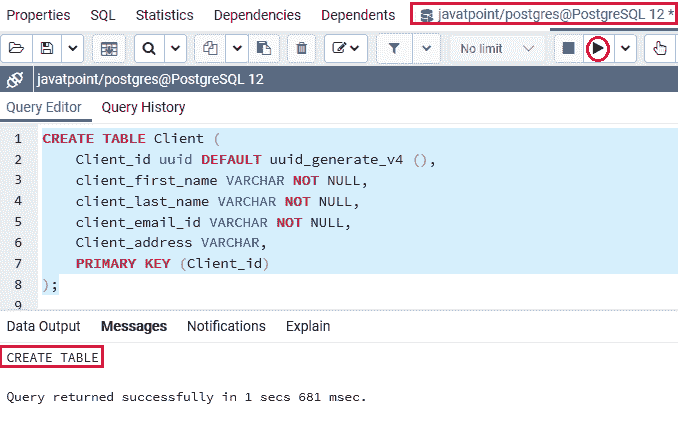 Properties SQL Statistics Dependencies Dependents javatpoint/postgres@PostgreSQL 12 *
No limit
javatpoint/postgres@PostgreSQL 12
Query Editor Query History
1 CREATE TABLE Client (
2 Client_id uuid DEFAULT uuid_generate_v4 (),
3 client_first_name VARCHAR NOT NULL,
4 client_last_name VARCHAR NOT NULL,
5 client_email_id VARCHAR NOT NULL,
6 Client_address VARCHAR,
7 PRIMARY KEY (Client_id)
8 );
9
Data Output Messages Notifications Explain
CREATE TABLE
Query returned successfully in 1 secs 681 msec.